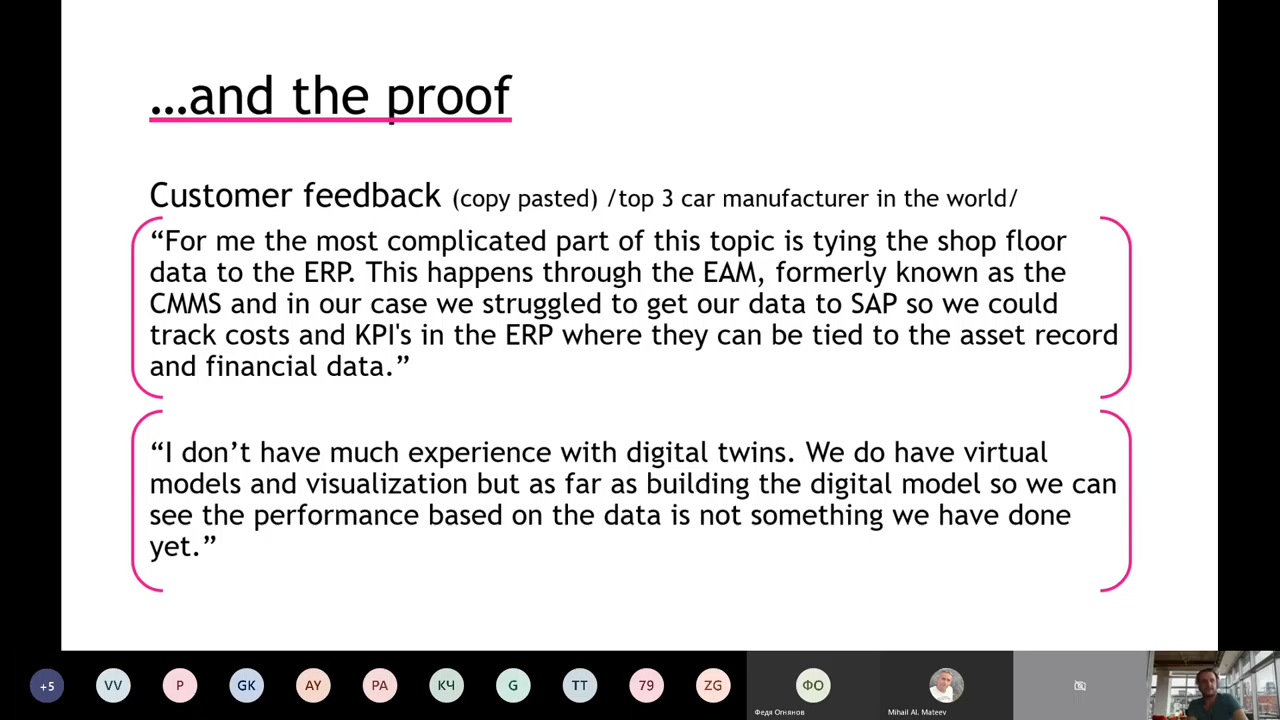 …and the proof
Customer feedback (copy pasted) /top 3 car manufacturer in the world/
“For me the most complicated part of this topic is tying the shop floor
data to the ERP. This happens through the EAM, formerly known as the
CMMS and in our case we struggled to get our data to SAP so we could
track costs and KPI's in the ERP where they can be tied to the asset record
and financial data.”
“I don’t have much experience with digital twins. We do have virtual
models and visualization but as far as building the digital model so we can
see the performance based on the data is not something we have done
yet.”
+5 VV P GK AY PA КЧ G TT 79 ZG ФО
Федя Огнянов Mihail Al. Mateev